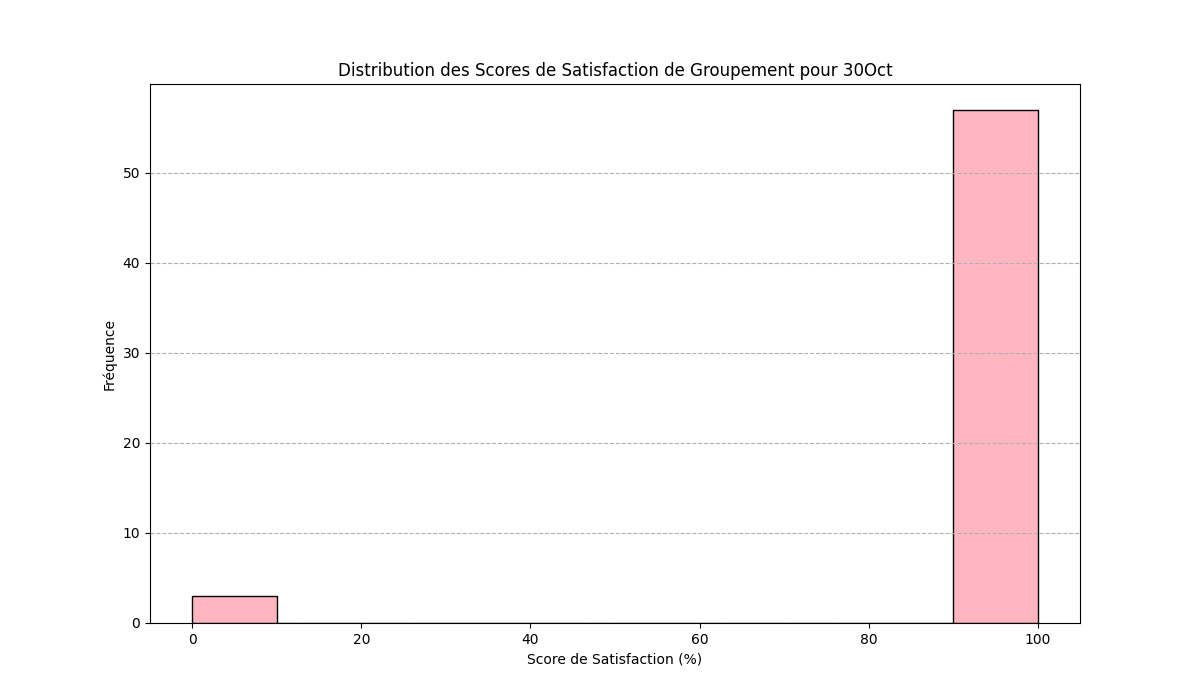 Distribution des Scores de Satisfaction de Groupement pour 30Oct
Fréquence
50
40
30
20
10
0
0 20 40 60 80 100
Score de Satisfaction (%)